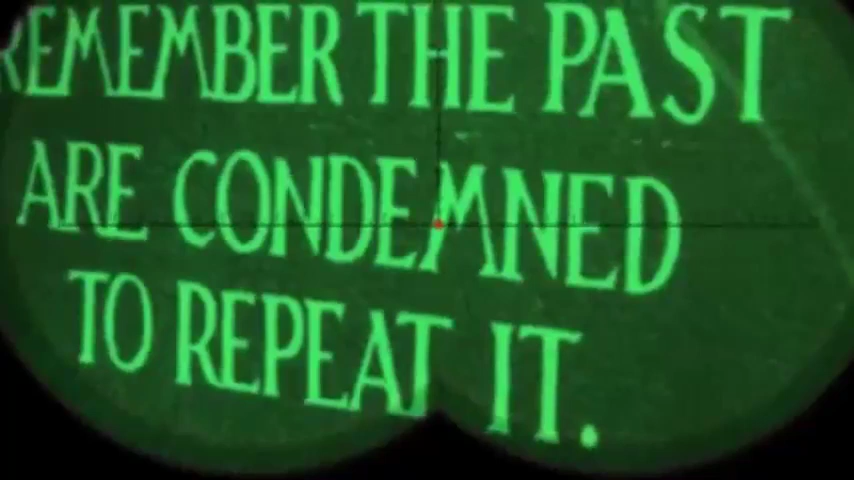 REMEMBER THE PAST
ARE CONDEMNED
TO REPEAT IT.